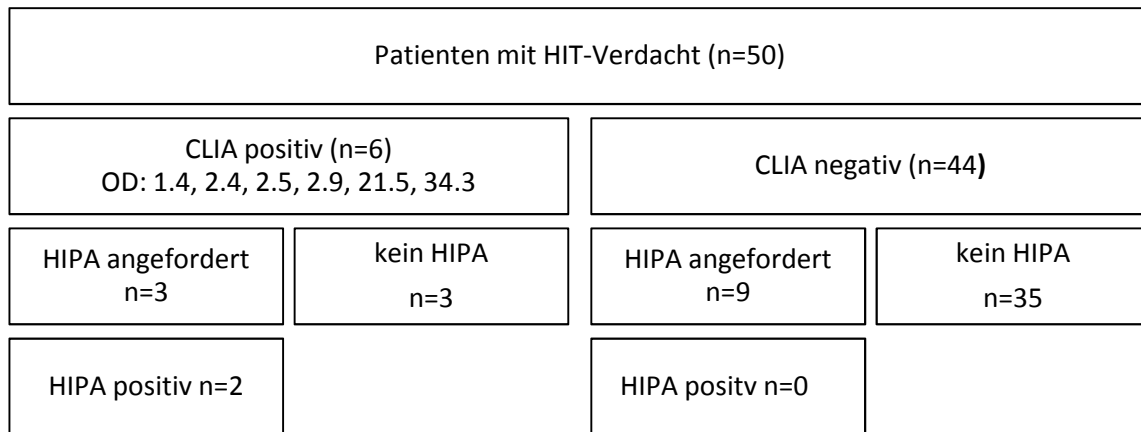 Patienten mit HIT-Verdacht (n=50)
CLIA positiv (n=6)
OD: 1.4, 2.4, 2.5, 2.9, 21.5, 34.3
CLIA negativ (n=44)
HIPA angefordert
n=3
kein HIPA
n=3
HIPA angefordert
n=9
kein HIPA
n=35
HIPA positiv n=2
HIPA positv n=0